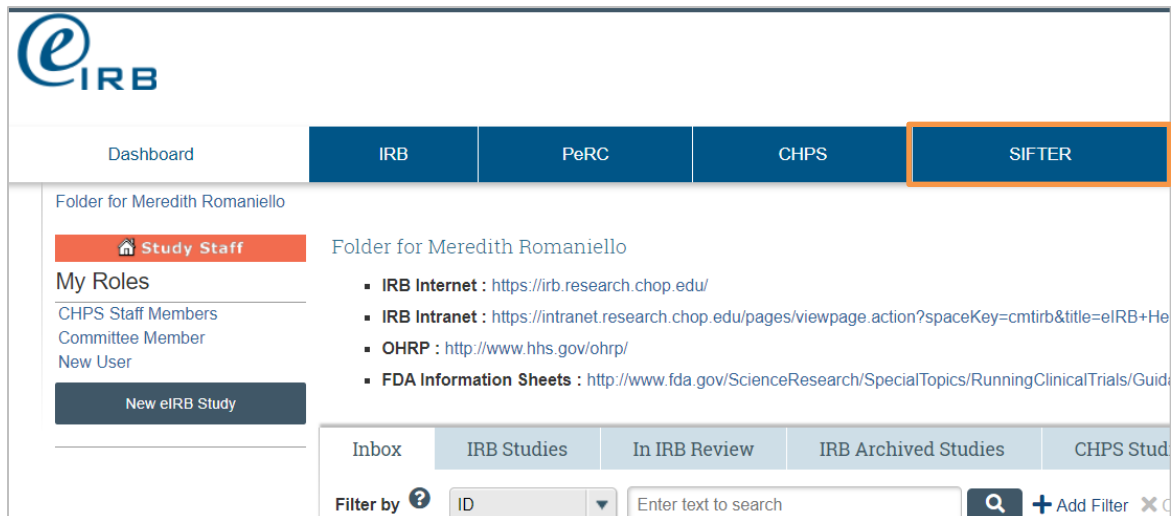 e IRB
Dashboard IRB PeRC CHPS SIFTER
Folder for Meredith Romaniello
Study Staff
Folder for Meredith Romaniello
My Roles
CHPS Staff Members
Committee Member
New User
New eIRB Study
IRB Internet : https://irb.research.chop.edu/
IRB Intranet : https://intranet.research.chop.edu/pages/viewpage.action?spaceKey=cmtirb&title=eIRB+He
OHRP : http://www.hhs.gov/ohrp/
FDA Information Sheets : http://www.fda.gov/ScienceResearch/SpecialTopics/RunningClinicalTrials/Guid
Inbox IRB Studies In IRB Review IRB Archived Studies CHPS Stud
Filter by ? ID Enter text to search + Add Filter